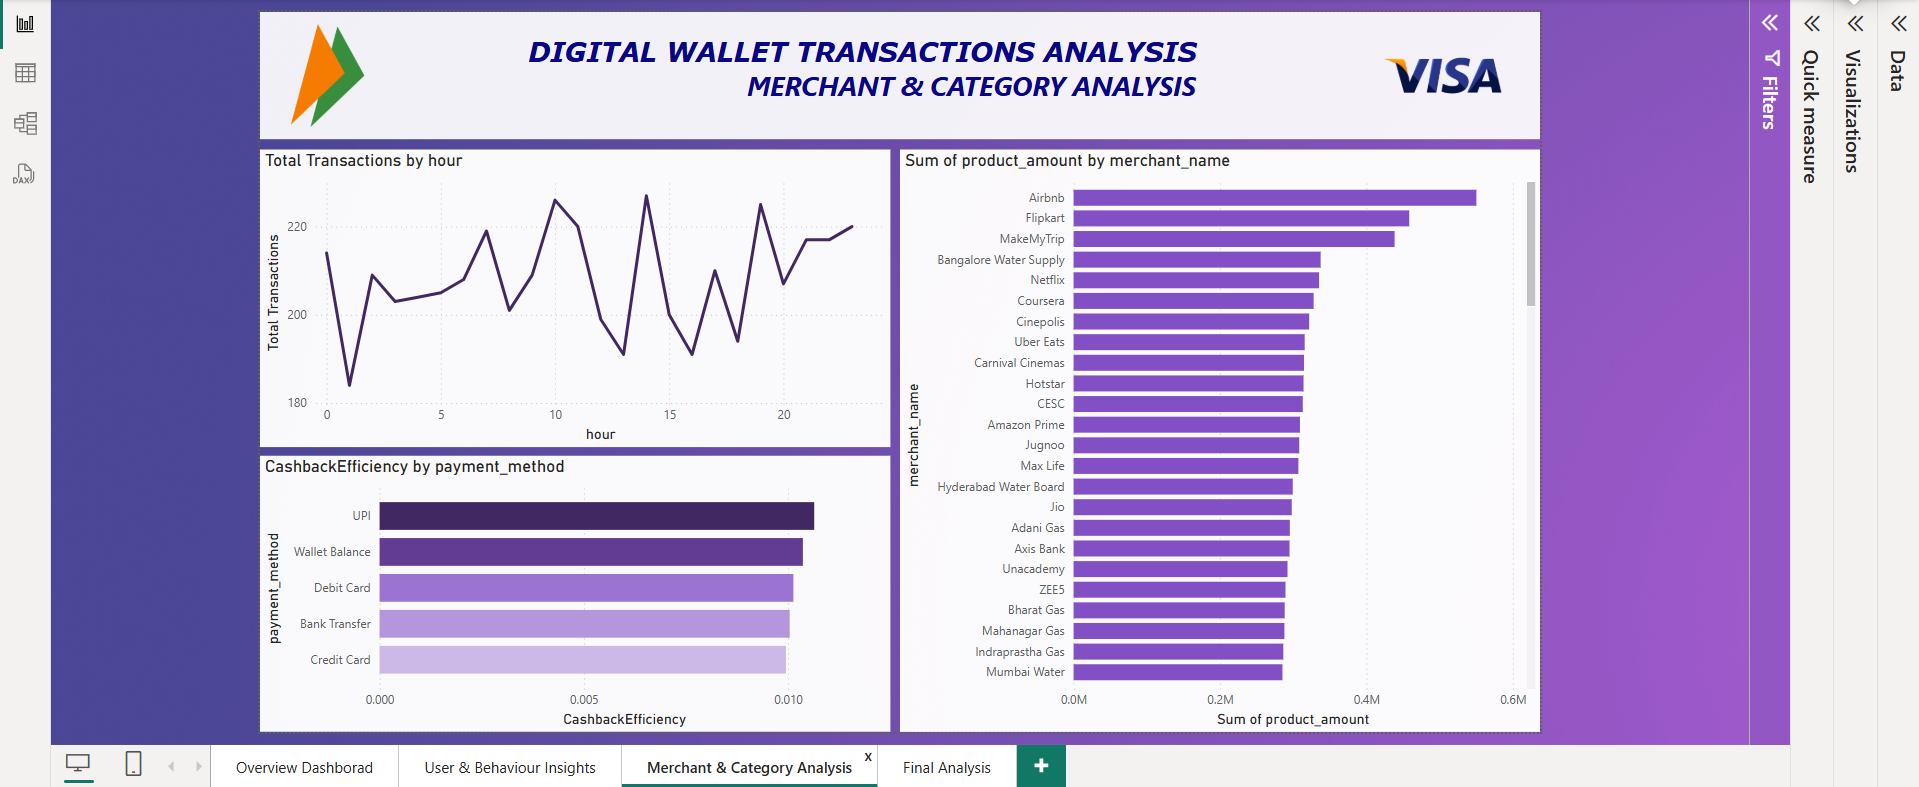 DIGITAL WALLET TRANSACTIONS ANALYSIS
MERCHANT & CATEGORY ANALYSIS
VISA
Total Transactions by hour
Total Transactions
220
200
180
0
5
10
15
20
hour
CashbackEfficiency by payment_method
payment_method
UPI
Wallet Balance
Debit Card
Bank Transfer
Credit Card
0.000
0.005
0.010
CashbackEfficiency
Sum of product_amount by merchant_name
merchant_name
Airbnb
Flipkart
MakeMyTrip
Bangalore Water Supply
Netflix
Coursera
Cinepolis
Uber Eats
Carnival Cinemas
Hotstar
CESC
Amazon Prime
Jugnoo
Max Life
Hyderabad Water Board
Jio
Adani Gas
Axis Bank
Unacademy
ZEE5
Bharat Gas
Mahanagar Gas
Indraprastha Gas
Mumbai Water
0.0M
0.2M
0.4M
0.6M
Sum of product_amount
Filters
Quick measure
Visualizations
Data
DAX
Overview Dashborad
User & Behaviour Insights
Merchant & Category Analysis
x
Final Analysis
+